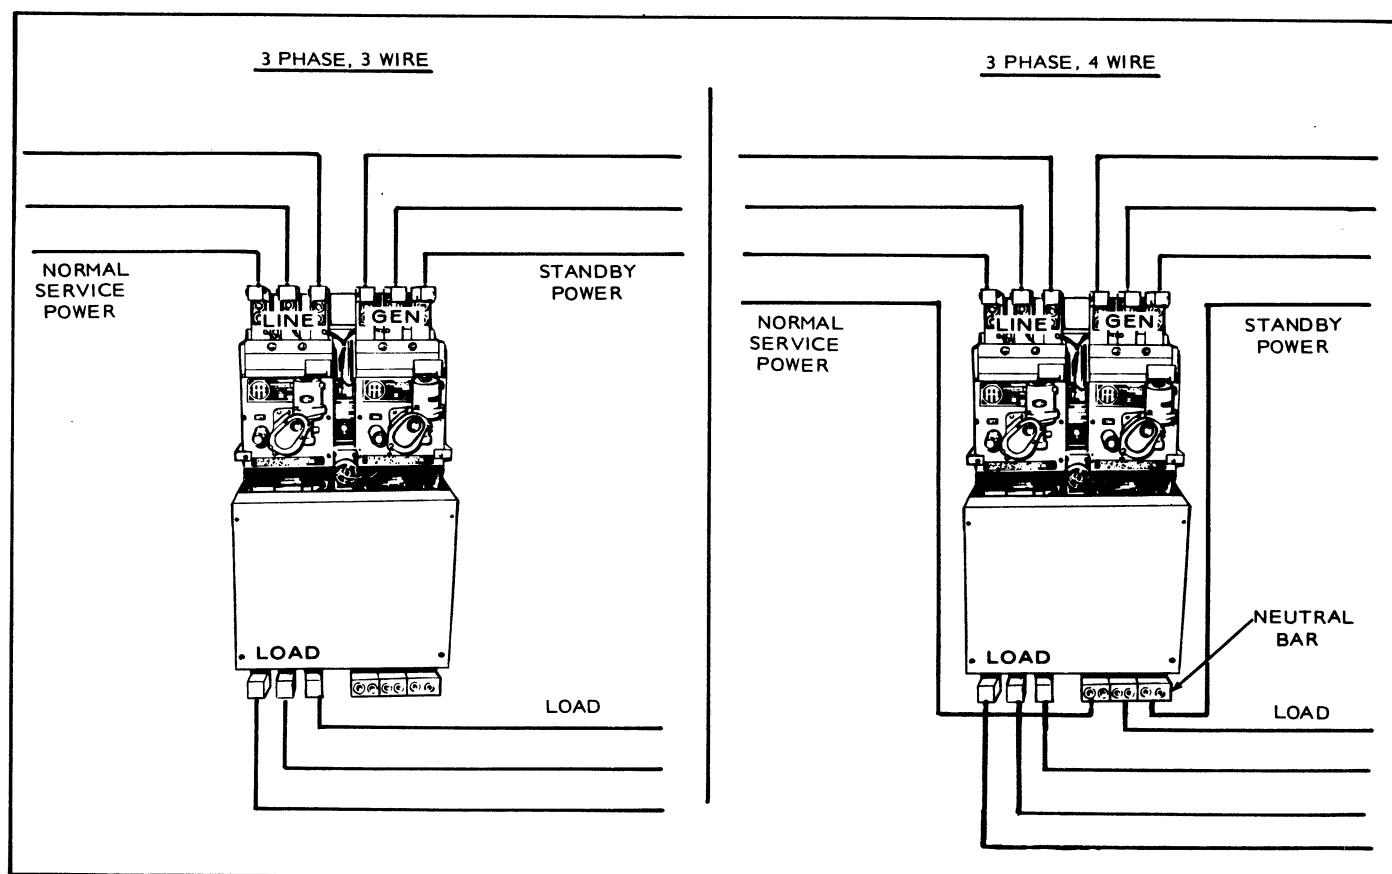 3 PHASE, 3 WIRE
NORMAL
SERVICE
POWER
STANDBY
POWER
LINE
GEN
LOAD
LOAD
3 PHASE, 4 WIRE
NORMAL
SERVICE
POWER
STANDBY
POWER
LINE
GEN
LOAD
NEUTRAL
BAR
LOAD